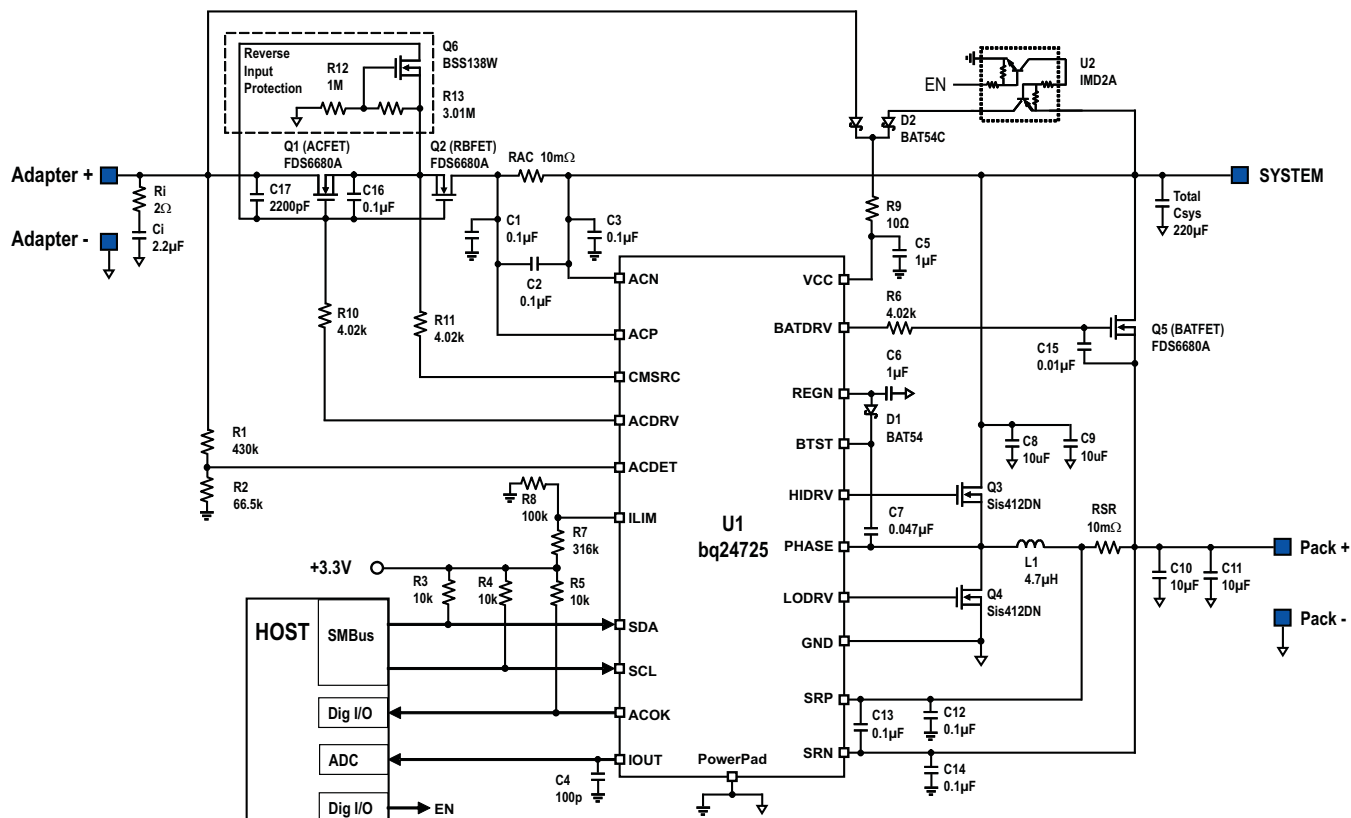 Reverse
Input
Protection
Q6
BSS138W
R12
1M
R13
3.01M
U2
IMD2A
EN
D2
BAT54C
Q1 (ACFET)
FDS6680A
Q2 (RBFET)
FDS6680A
RAC 10mΩ
Adapter +
Ri
2Ω
C17
2200pF
C16
0.1µF
SYSTEM
Total
Csys
220µF
R9
10Ω
Adapter -
Ci
2.2µF
C1
0.1µF
C3
0.1µF
C2
0.1µF
C5
1µF
ACN
VCC
R10
4.02k
R11
4.02k
R6
4.02k
ACP
BATDRV
Q5 (BATFET)
FDS6680A
C15
0.01µF
C6
1µF
CMSRC
REGN
D1
BAT54
ACDRV
BTST
R1
430k
C8
10uF
C9
10uF
ACDET
R2
66.5k
HIDRV
Q3
Sis412DN
R8
100k
ILIM
U1
bq24725
C7
0.047µF
RSR
10mΩ
R7
316k
PHASE
L1
4.7µH
Pack +
C10
10µF
C11
10µF
+3.3V
R3
10k
R4
10k
R5
10k
LODRV
Q4
Sis412DN
Pack -
HOST
SMBus
SDA
GND
SCL
SRP
Dig I/O
ACOK
C13
0.1µF
C12
0.1µF
ADC
IOUT
PowerPad
SRN
C4
100p
C14
0.1µF
Dig I/O
EN